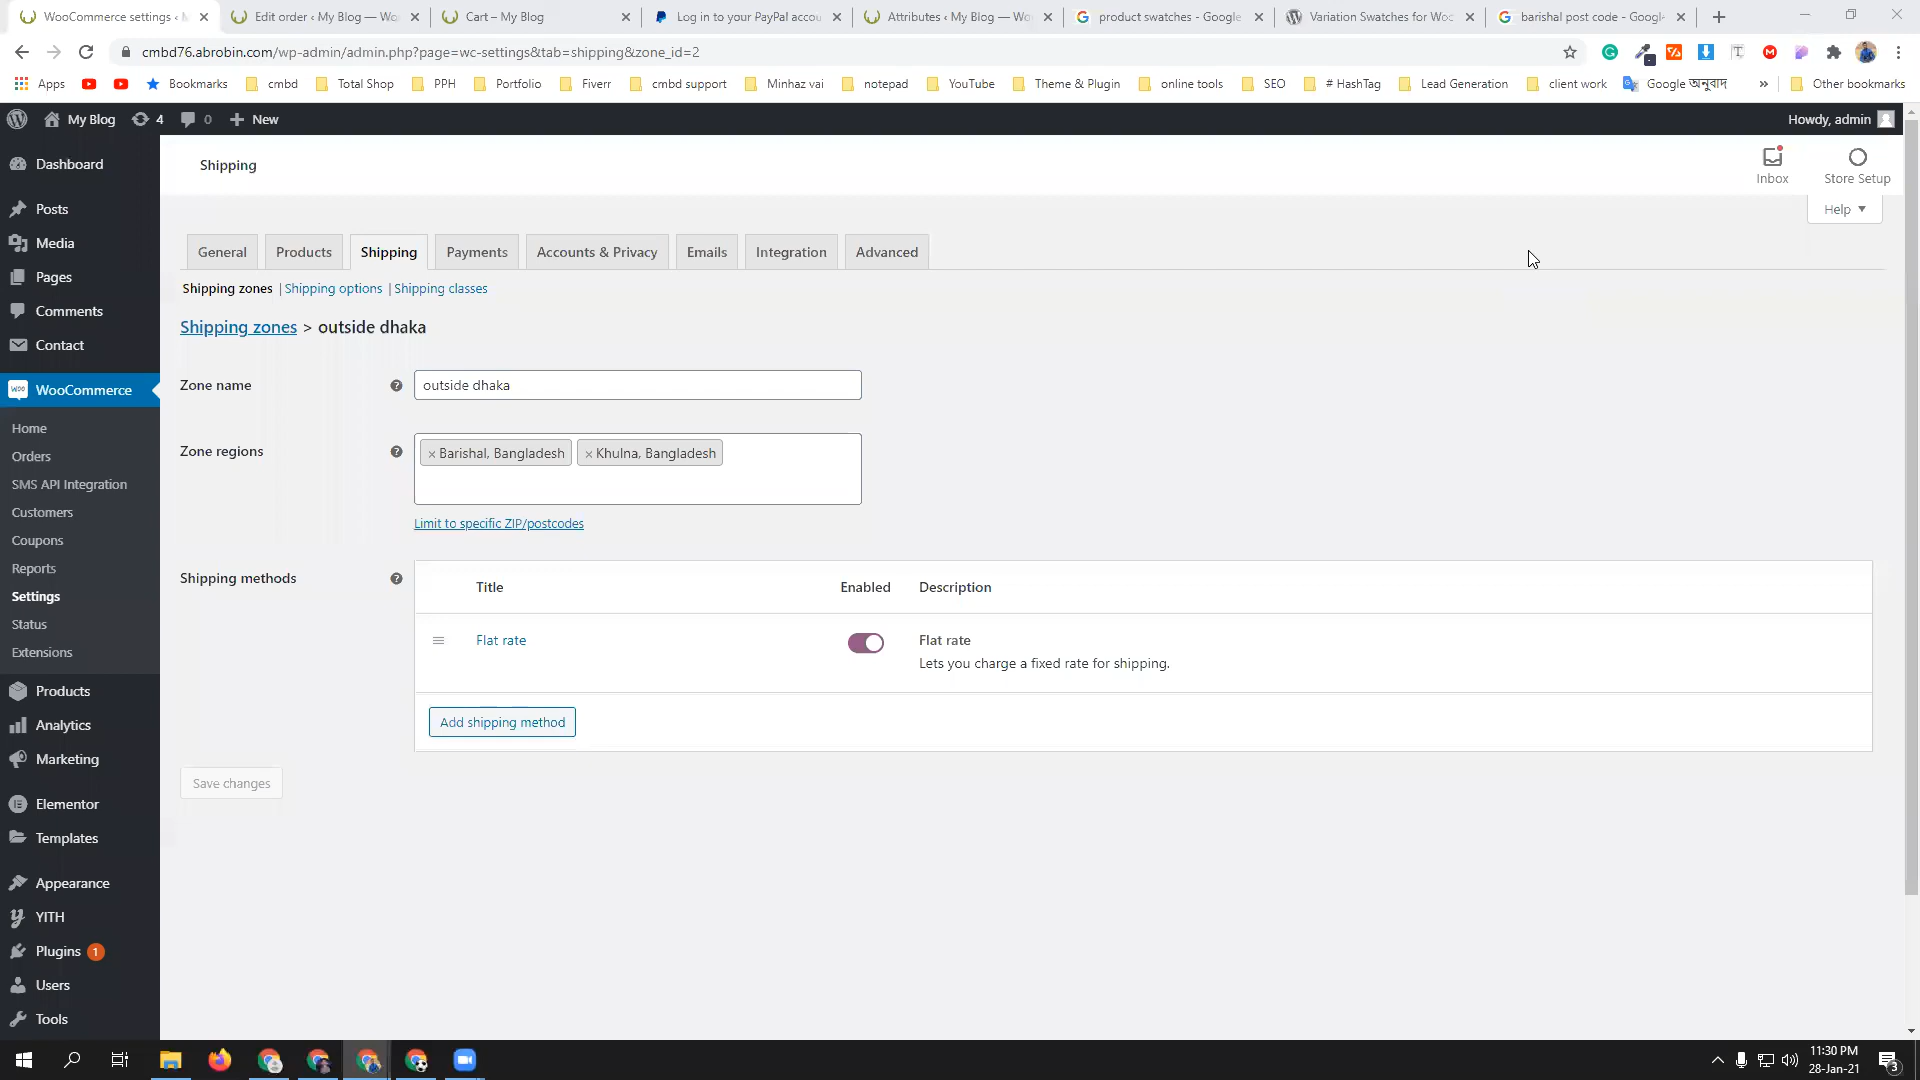 WooCommerce settings ‹ M
Edit order ‹ My Blog — Wo
Cart – My Blog
Log in to your PayPal accou
Attributes ‹ My Blog — Wo
product swatches - Google
Variation Swatches for Woc
barishal post code - Google
cmbd76.abrobin.com/wp-admin/admin.php?page=wc-settings&tab=shipping&zone_id=2
Apps
Bookmarks
cmbd
Total Shop
PPH
Portfolio
Fiverr
cmbd support
Minhaz vai
notepad
YouTube
Theme & Plugin
online tools
SEO
# HashTag
Lead Generation
client work
Google অনুবাদ
»
Other bookmarks
My Blog
4
0
New
Howdy, admin
Dashboard
Posts
Media
Pages
Comments
Contact
WooCommerce
Home
Orders
SMS API Integration
Customers
Coupons
Reports
Settings
Status
Extensions
Products
Analytics
Marketing
Elementor
Templates
Appearance
YITH
Plugins 1
Users
Tools
Shipping
Inbox
Store Setup
Help
General
Products
Shipping
Payments
Accounts & Privacy
Emails
Integration
Advanced
Shipping zones | Shipping options | Shipping classes
Shipping zones > outside dhaka
Zone name
outside dhaka
Zone regions
× Barishal, Bangladesh × Khulna, Bangladesh
Limit to specific ZIP/postcodes
Shipping methods
Title Enabled Description
Flat rate
Flat rate
Lets you charge a fixed rate for shipping.
Add shipping method
Save changes
11:30 PM
28-Jan-21
3